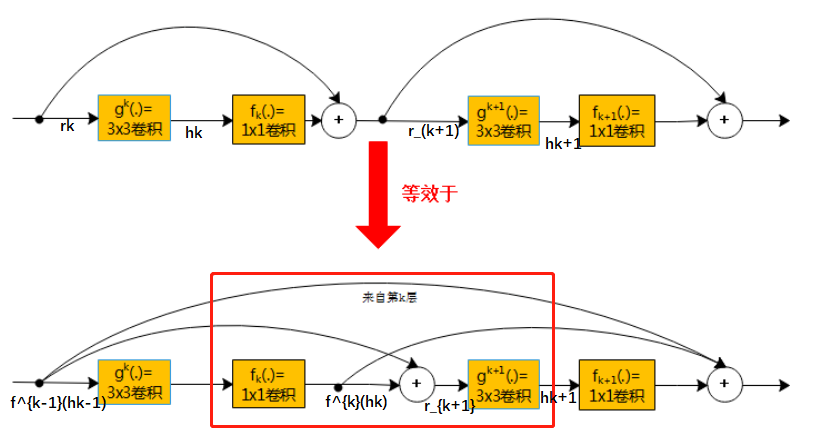 g^k(.)=
3x3卷积
f_k(.)=
1x1卷积
+
g^{k+1}(.)=
3x3卷积
f_{k+1}(.)=
1x1卷积
+
rk
hk
r_(k+1)
hk+1
等效于
来自第k层
g^k(.)=
3x3卷积
f_k(.)=
1x1卷积
+
g^{k+1}(.)=
3x3卷积
f_{k+1}(.)=
1x1卷积
+
f^{k-1}(hk-1)
f^{k}(hk)
r_{k+1}
hk+1